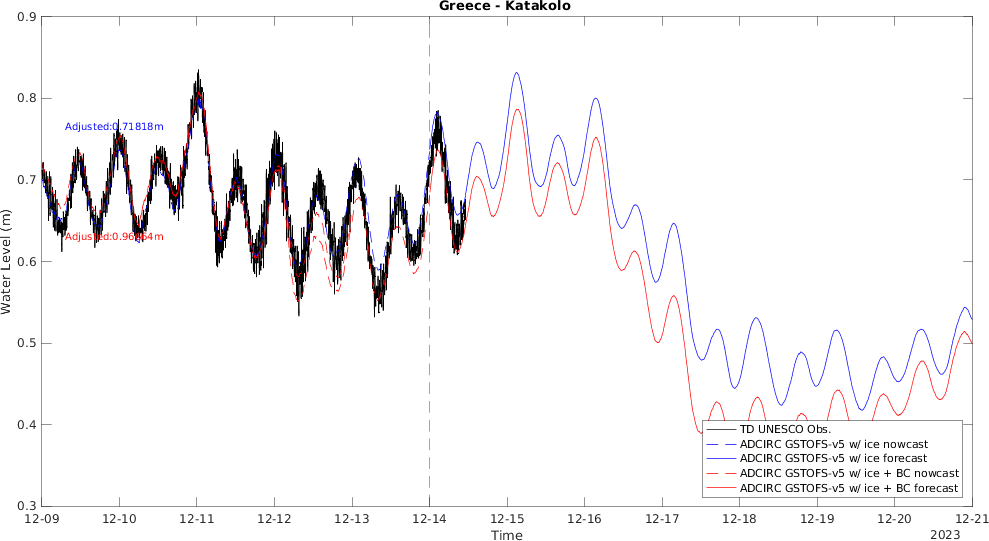 Greece - Katakolo
0.9
0.8
0.7
0.6
0.5
0.4
0.3
Water Level (m)
Adjusted:0.71818m
TD UNESCO Obs.
ADCIRC GSTOFS-v5 w/ ice nowcast
ADCIRC GSTOFS-v5 w/ ice forecast
ADCIRC GSTOFS-v5 w/ ice + BC nowcast
ADCIRC GSTOFS-v5 w/ ice + BC forecast
12-09 12-10 12-11 12-12 12-13 12-14 12-15 12-16 12-17 12-18 12-19 12-20 12-21
Time
2023